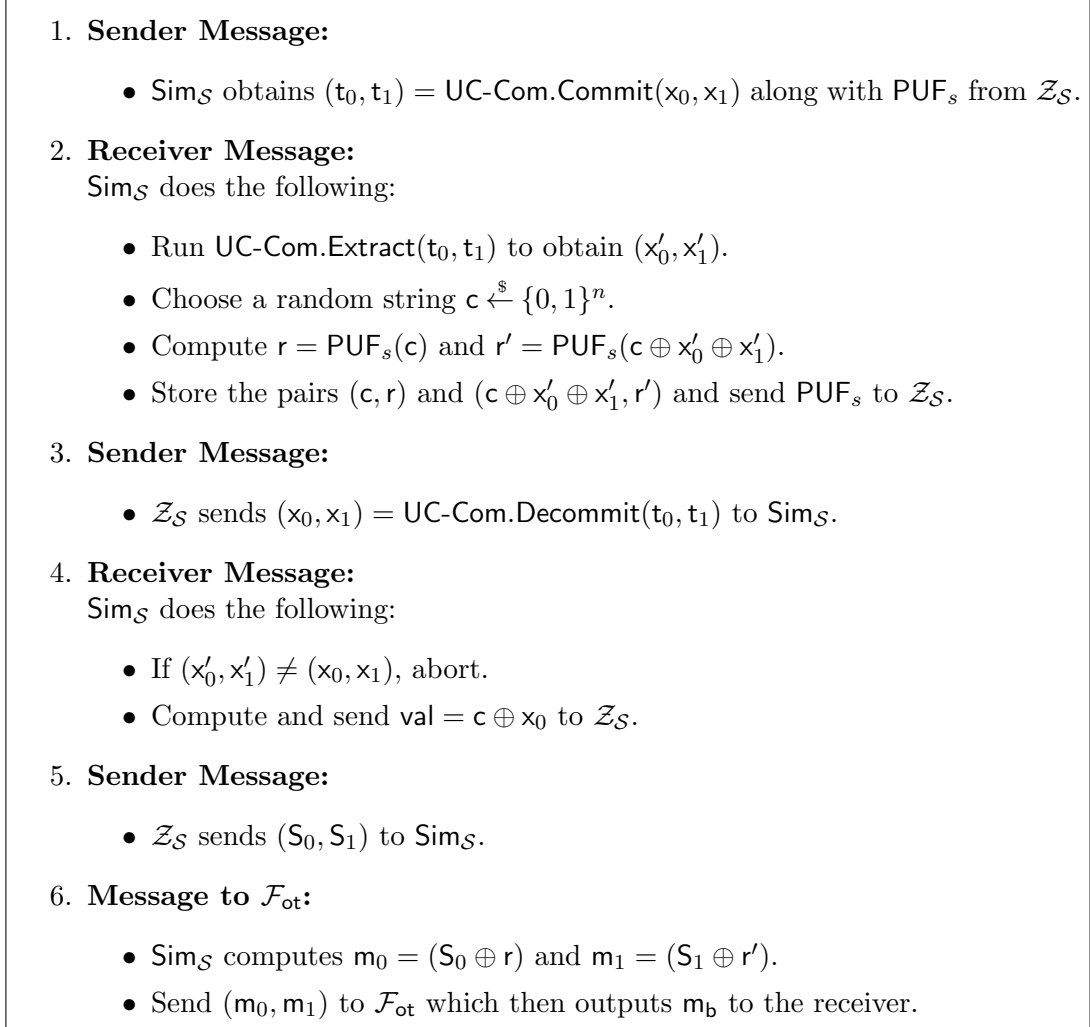 1. Sender Message:
• Sim_S obtains (t_0, t_1) = UC-Com.Commit(x_0, x_1) along with PUF_s from 𝒵_S.
2. Receiver Message:
Sim_S does the following:
• Run UC-Com.Extract(t_0, t_1) to obtain (x′_0, x′_1).
• Choose a random string c ←$ {0, 1}^n.
• Compute r = PUF_s(c) and r′ = PUF_s(c ⊕ x′_0 ⊕ x′_1).
• Store the pairs (c, r) and (c ⊕ x′_0 ⊕ x′_1, r′) and send PUF_s to 𝒵_S.
3. Sender Message:
• 𝒵_S sends (x_0, x_1) = UC-Com.Decommit(t_0, t_1) to Sim_S.
4. Receiver Message:
Sim_S does the following:
• If (x′_0, x′_1) ≠ (x_0, x_1), abort.
• Compute and send val = c ⊕ x_0 to 𝒵_S.
5. Sender Message:
• 𝒵_S sends (S_0, S_1) to Sim_S.
6. Message to ℱ_ot:
• Sim_S computes m_0 = (S_0 ⊕ r) and m_1 = (S_1 ⊕ r′).
• Send (m_0, m_1) to ℱ_ot which then outputs m_b to the receiver.